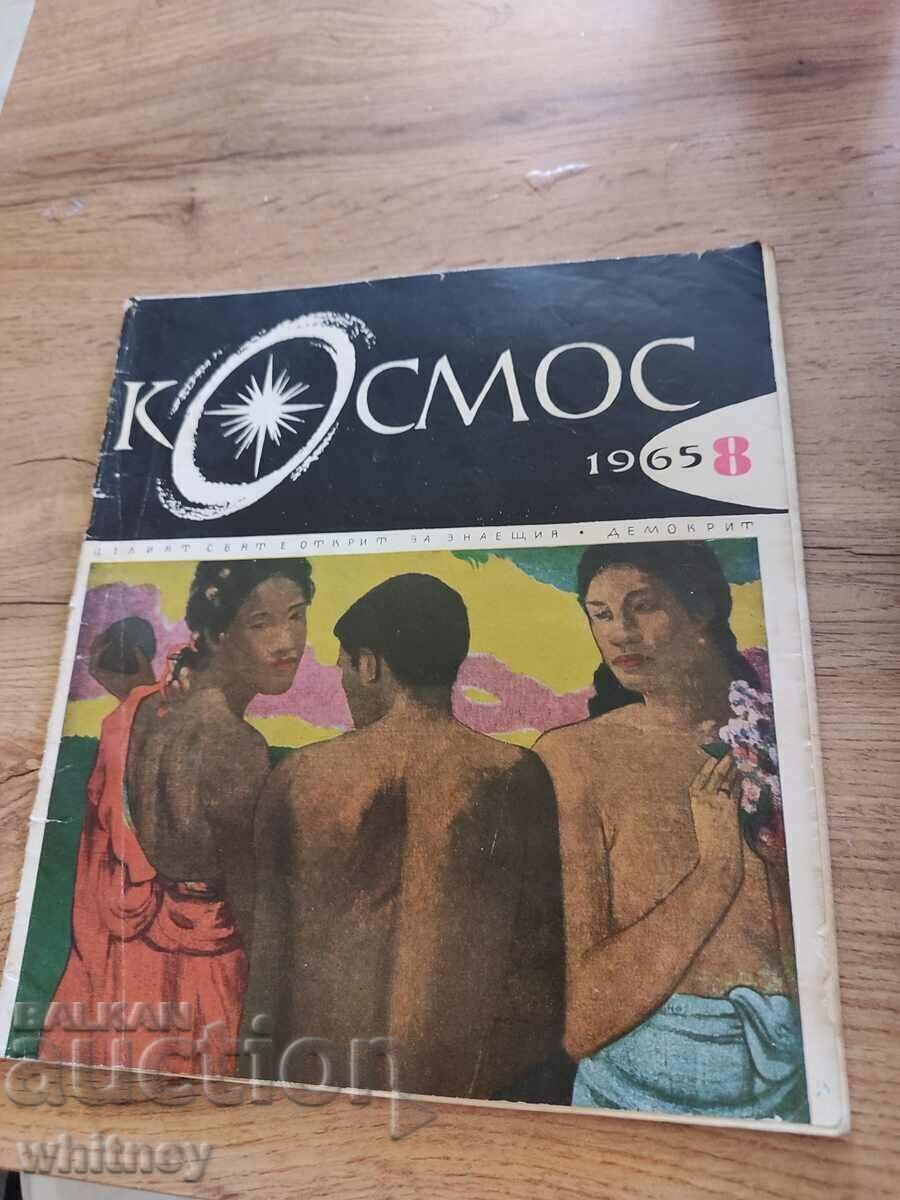 КОСМОС
1965 8
ЦЕЛИЯТ СВЯТ Е ОТКРИТ ЗА ЗНАЕЩИЯ • ДЕМОКРИТ
BALKAN
auction
whitney